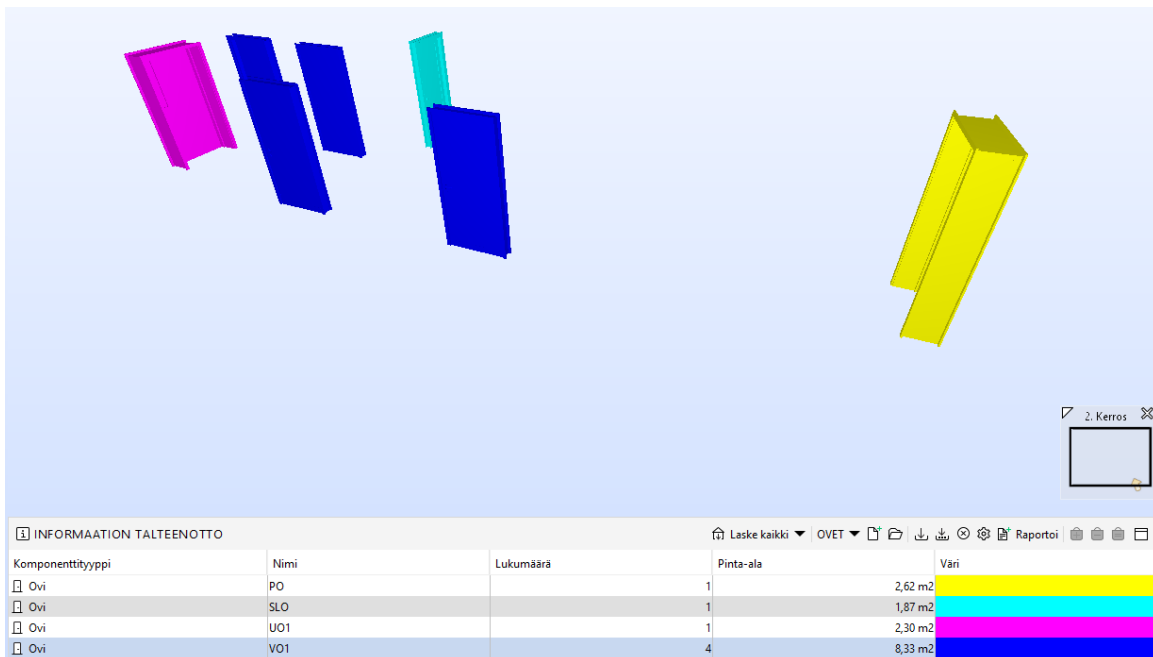 2. Kerros
INFORMAATION TALTEENOTTO
Laske kaikki
OVET
Raportoi
Komponenttityyppi Nimi Lukumäärä Pinta-ala Väri
Ovi PO 1 2,62 m2
Ovi SLO 1 1,87 m2
Ovi UO1 1 2,30 m2
Ovi VO1 4 8,33 m2